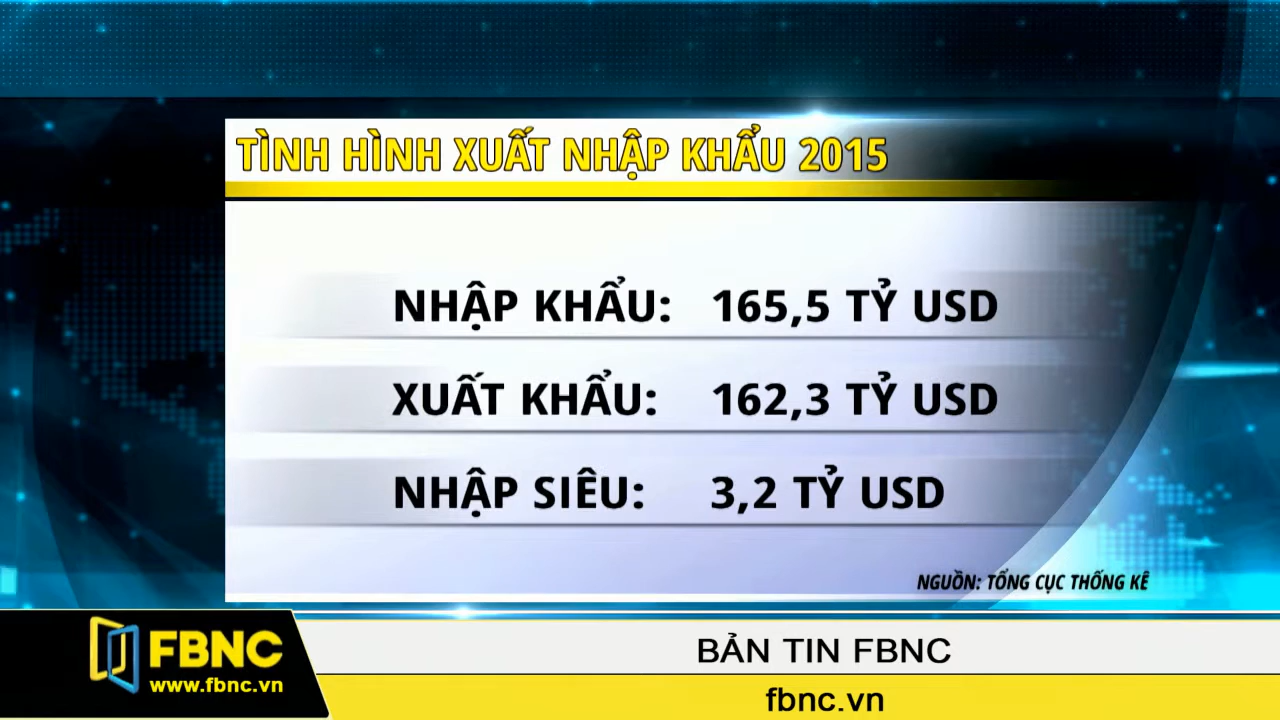 TÌNH HÌNH XUẤT NHẬP KHẨU 2015
NHẬP KHẨU: 165,5 TỶ USD
XUẤT KHẨU: 162,3 TỶ USD
NHẬP SIÊU: 3,2 TỶ USD
NGUỒN: TỔNG CỤC THỐNG KÊ
FBNC
www.fbnc.vn
BẢN TIN FBNC
fbnc.vn